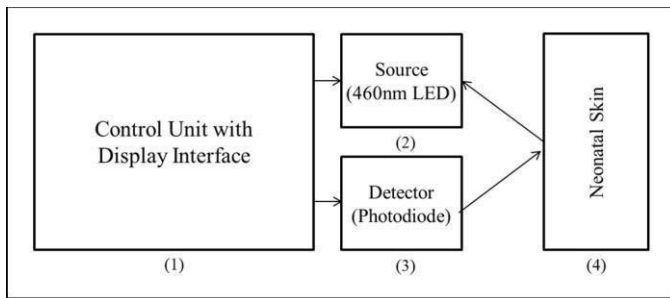 Control Unit with
Display Interface
(1)
Source
(460nm LED)
(2)
Detector
(Photodiode)
(3)
Neonatal Skin
(4)